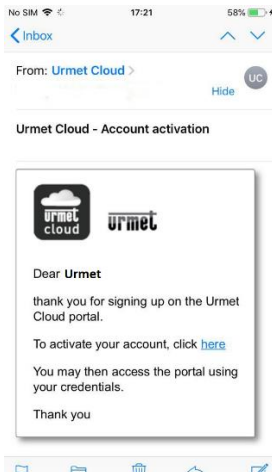 No SIM 17:21 58%
Inbox
From: Urmet Cloud
UC
Hide
Urmet Cloud - Account activation
urmet
cloud
urmet
Dear Urmet
thank you for signing up on the Urmet
Cloud portal.
To activate your account, click here
You may then access the portal using
your credentials.
Thank you